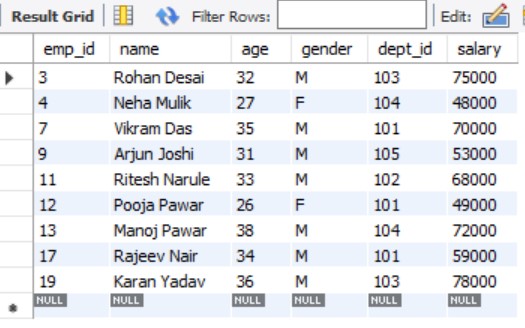 Result Grid Filter Rows: Edit:
emp_id name age gender dept_id salary
3 Rohan Desai 32 M 103 75000
4 Neha Mulik 27 F 104 48000
7 Vikram Das 35 M 101 70000
9 Arjun Joshi 31 M 105 53000
11 Ritesh Narule 33 M 102 68000
12 Pooja Pawar 26 F 101 49000
13 Manoj Pawar 38 M 104 72000
17 Rajeev Nair 34 M 101 59000
19 Karan Yadav 36 M 103 78000
NULL NULL NULL NULL NULL NULL